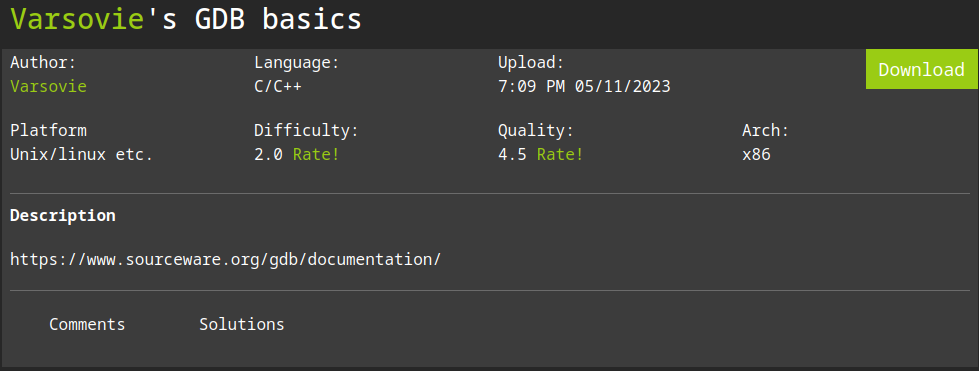 Varsovie's GDB basics
Author: Language: Upload:
Download
Varsovie C/C++ 7:09 PM 05/11/2023
Platform Difficulty: Quality: Arch:
Unix/linux etc. 2.0 Rate! 4.5 Rate! x86
Description
https://www.sourceware.org/gdb/documentation/
Comments Solutions